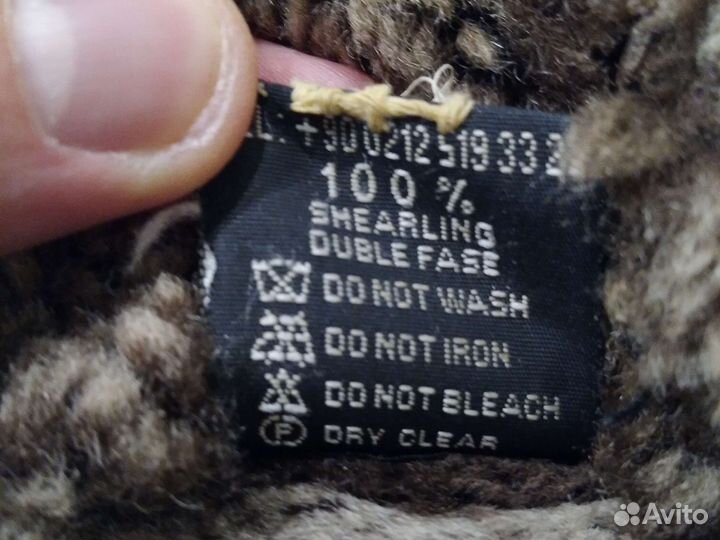 +90 0212 519 33 2
100 %
SHEARLING
DUBLE FASE
DO NOT WASH
DO NOT IRON
DO NOT BLEACH
P DRY CLEAR
Avito